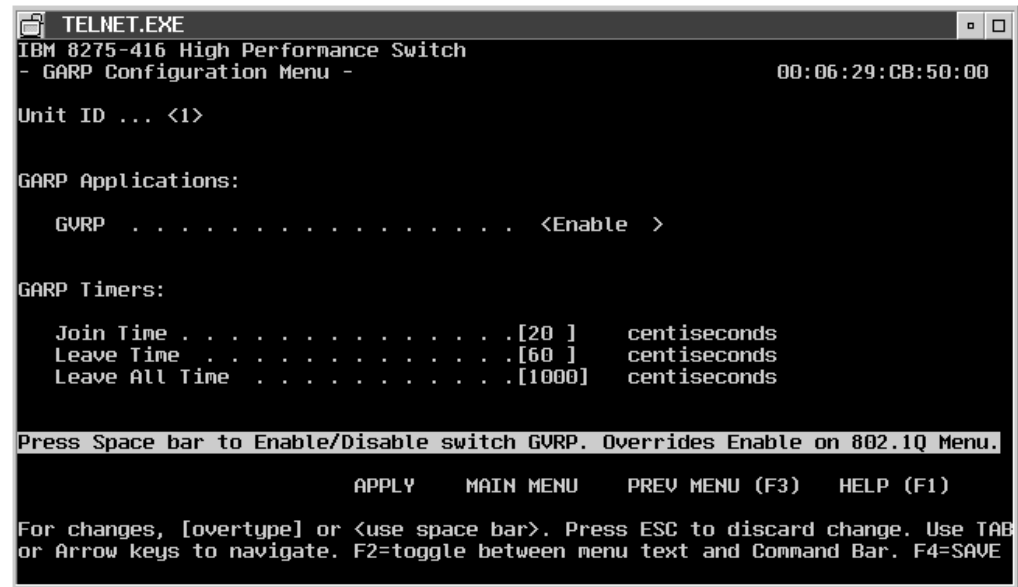 TELNET.EXE
IBM 8275-416 High Performance Switch
- GARP Configuration Menu - 00:06:29:CB:50:00
Unit ID ... <1>
GARP Applications:
GVRP . . . . . . . . . . . . . . . . <Enable >
GARP Timers:
Join Time . . . . . . . . . . . . . .[20 ] centiseconds
Leave Time . . . . . . . . . . . . .[60 ] centiseconds
Leave All Time . . . . . . . . . . .[1000] centiseconds
Press Space bar to Enable/Disable switch GVRP. Overrides Enable on 802.1Q Menu.
APPLY MAIN MENU PREV MENU (F3) HELP (F1)
For changes, [overtype] or <use space bar>. Press ESC to discard change. Use TAB
or Arrow keys to navigate. F2=toggle between menu text and Command Bar. F4=SAVE